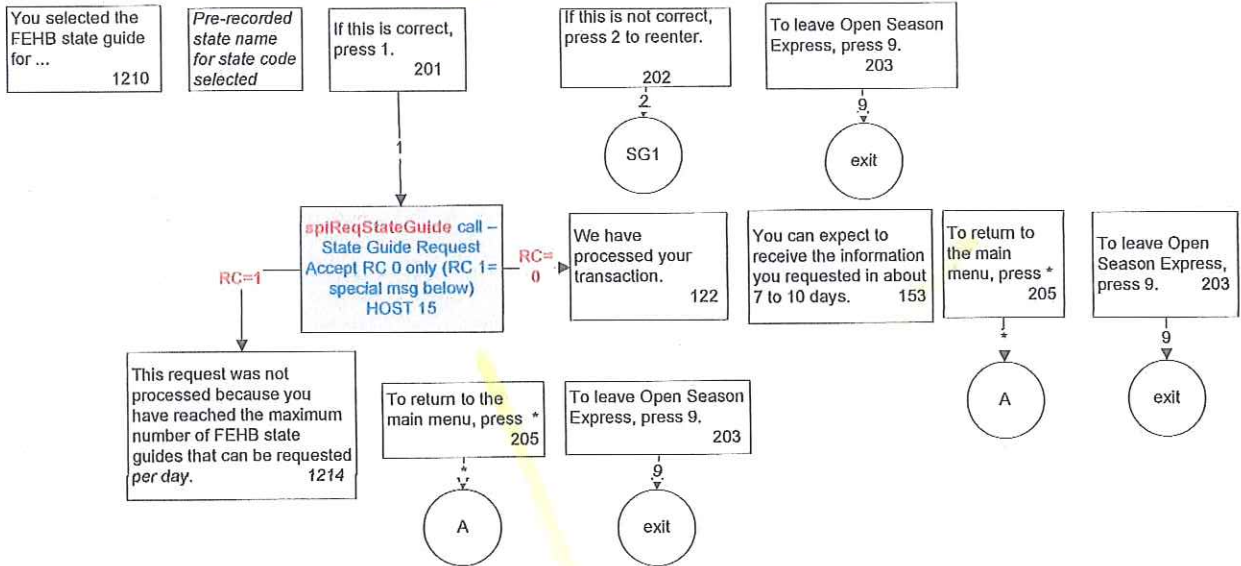 You selected the
FEHB state guide
for ...
1210
Pre-recorded
state name
for state code
selected
If this is correct,
press 1.
201
If this is not correct,
press 2 to reenter.
202
To leave Open Season
Express, press 9.
203
1
2
SG1
9
exit
spiReqStateGuide call –
State Guide Request
Accept RC 0 only (RC 1=
special msg below)
HOST 15
RC=1
RC=
0
We have
processed your
transaction.
122
You can expect to
receive the information
you requested in about
7 to 10 days. 153
To return to
the main
menu, press *
205
To leave Open
Season Express,
press 9. 203
*
A
9
exit
This request was not
processed because you
have reached the maximum
number of FEHB state
guides that can be requested
per day. 1214
To return to the
main menu, press *
205
To leave Open Season
Express, press 9.
203
*
A
9
exit